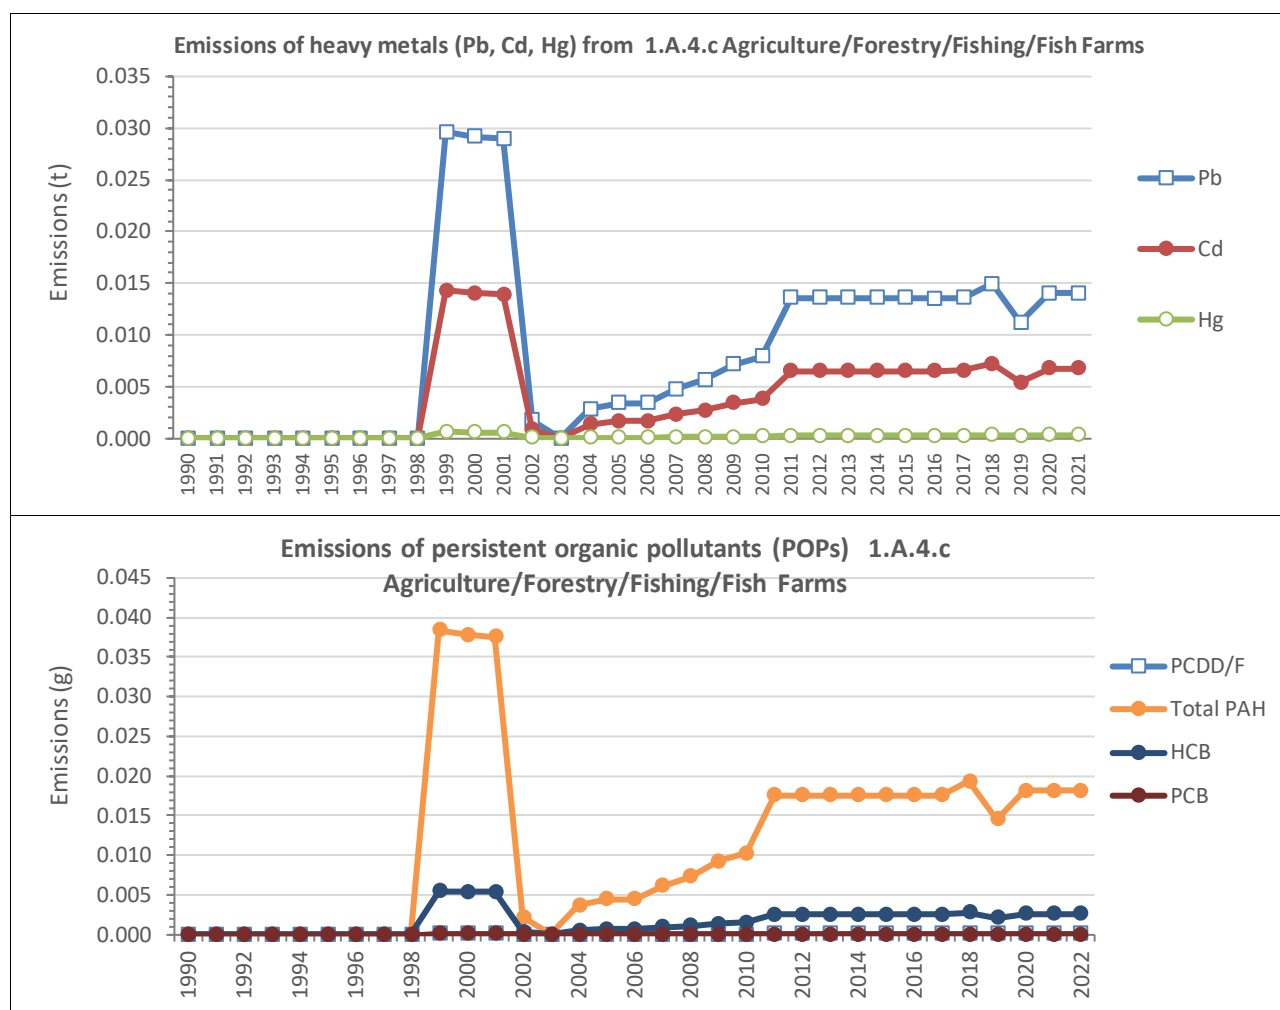 Emissions of heavy metals (Pb, Cd, Hg) from 1.A.4.c Agriculture/Forestry/Fishing/Fish Farms
0.035
0.030
0.025
0.020
0.015
0.010
0.005
0.000
Emissions (t)
1990 1991 1992 1993 1994 1995 1996 1997 1998 1999 2000 2001 2002 2003 2004 2005 2006 2007 2008 2009 2010 2011 2012 2013 2014 2015 2016 2017 2018 2019 2020 2021
Pb
Cd
Hg
Emissions of persistent organic pollutants (POPs) 1.A.4.c
Agriculture/Forestry/Fishing/Fish Farms
0.045
0.040
0.035
0.030
0.025
0.020
0.015
0.010
0.005
0.000
Emissions (g)
1990 1992 1994 1996 1998 2000 2002 2004 2006 2008 2010 2012 2014 2016 2018 2020 2022
PCDD/F
Total PAH
HCB
PCB